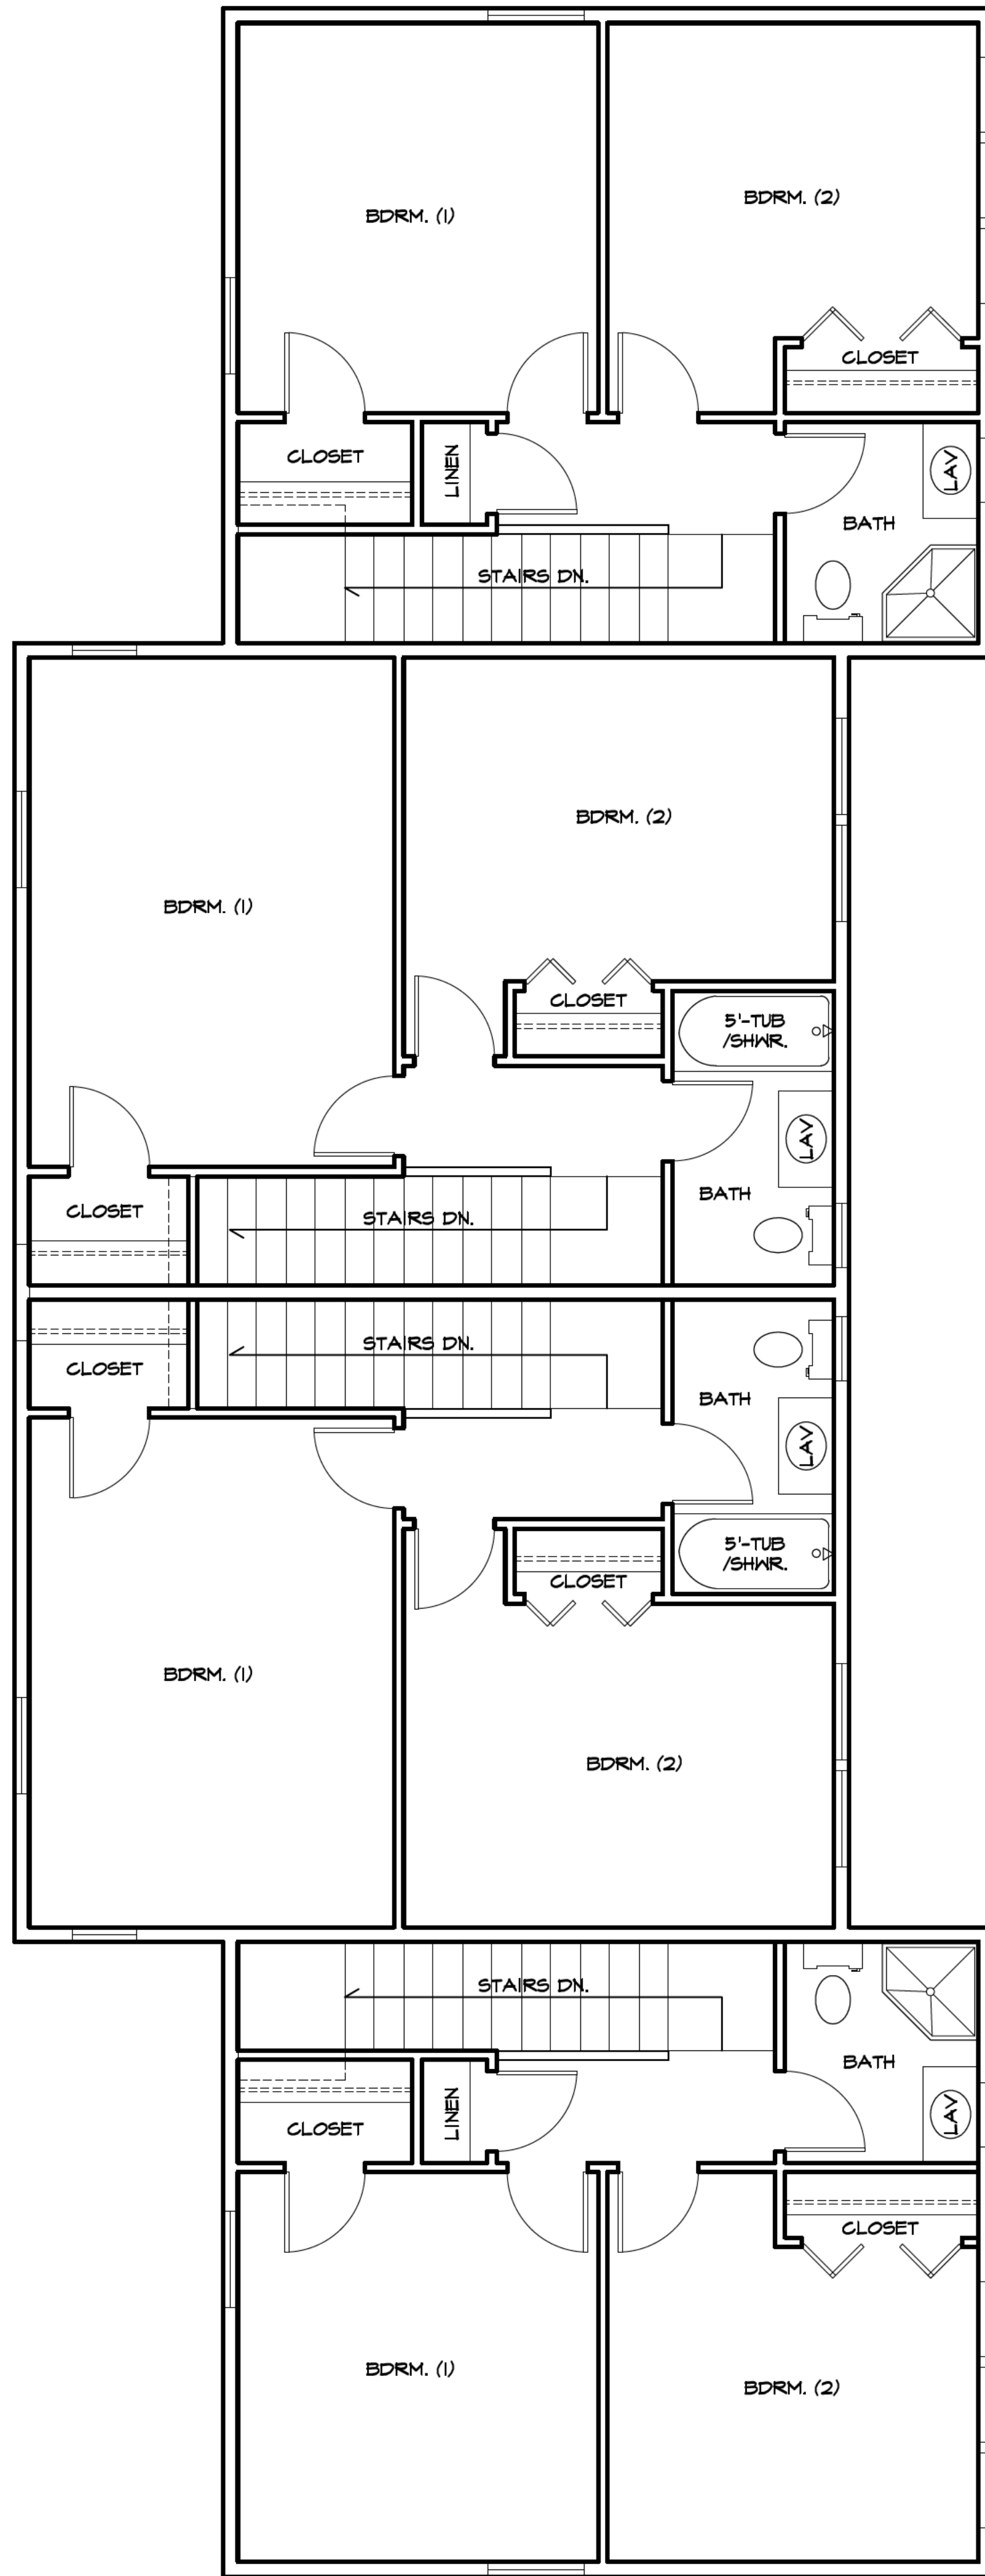 BDRM. (1)
BDRM. (2)
CLOSET
CLOSET
LINEN
LAV
BATH
STAIRS DN.
BDRM. (2)
BDRM. (1)
CLOSET
5'-TUB
/SHWR.
LAV
BATH
CLOSET
STAIRS DN.
STAIRS DN.
CLOSET
BATH
LAV
5'-TUB
/SHWR.
CLOSET
BDRM. (1)
BDRM. (2)
STAIRS DN.
BATH
LINEN
LAV
CLOSET
CLOSET
BDRM. (1)
BDRM. (2)